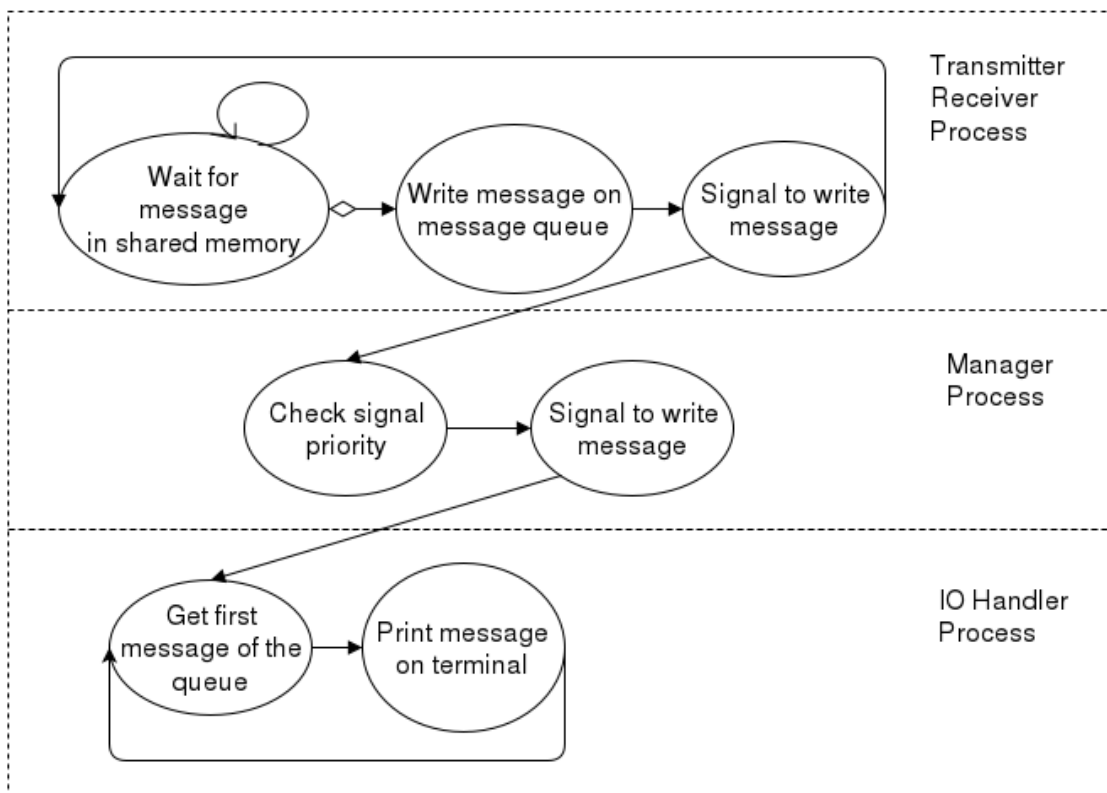 Transmitter
Receiver
Process
Wait for
message
in shared memory
Write message on
message queue
Signal to write
message
Manager
Process
Check signal
priority
Signal to write
message
IO Handler
Process
Get first
message of the
queue
Print message
on terminal